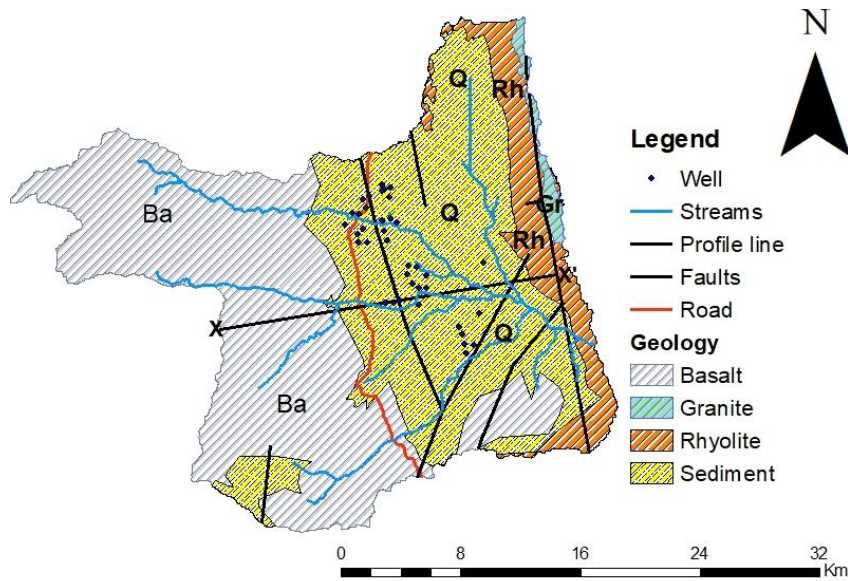 N
Q
Rh
Legend
Well
Ba
Q
Gr
Streams
Rh
Profile line
X'
Faults
X
Q
Road
Geology
Basalt
Ba
Granite
Rhyolite
Sediment
0 8 16 24 32
Km